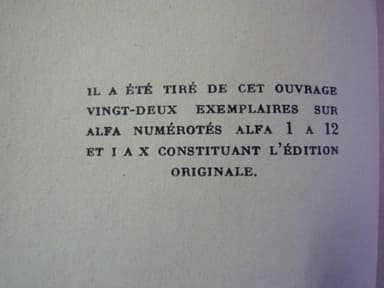 IL A ÉTÉ TIRÉ DE CET OUVRAGE
VINGT-DEUX EXEMPLAIRES SUR
ALFA NUMÉROTÉS ALFA 1 A 12
ET I A X CONSTITUANT L'ÉDITION
ORIGINALE.